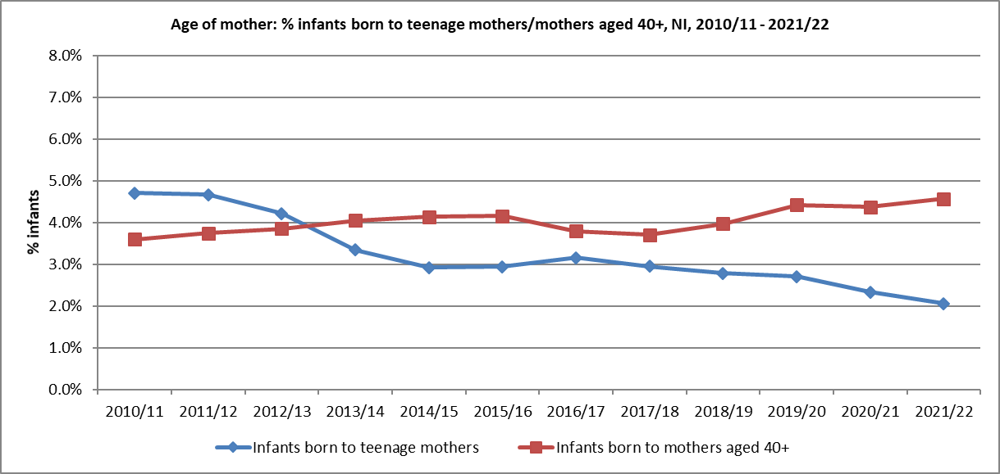 Age of mother: % infants born to teenage mothers/mothers aged 40+, NI, 2010/11 - 2021/22
8.0%
7.0%
6.0%
5.0%
4.0%
3.0%
2.0%
1.0%
0.0%
% infants
2010/11 2011/12 2012/13 2013/14 2014/15 2015/16 2016/17 2017/18 2018/19 2019/20 2020/21 2021/22
Infants born to teenage mothers Infants born to mothers aged 40+